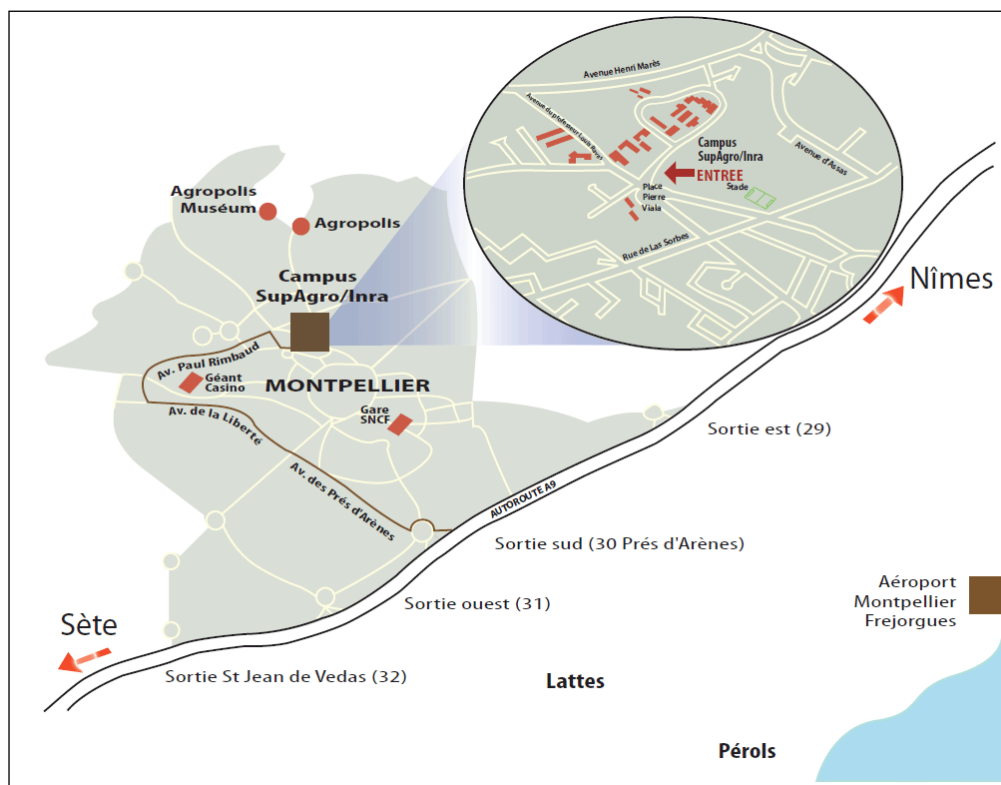 Avenue Henri Marès
Avenue du professeur Louis Ravas
Campus
SupAgro/Inra
ENTREE
Avenue d'Assas
Stade
Place
Pierre
Viala
Rue de Las Sorbes
Agropolis
Muséum
Agropolis
Campus
SupAgro/Inra
Nîmes
Av. Paul Rimbaud
Géant
Casino
MONTPELLIER
Av. de la Liberté
Gare
SNCF
Sortie est (29)
Av. des Prés d'Arènes
AUTOROUTE A9
Sortie sud (30 Prés d'Arènes)
Aéroport
Montpellier
Frejorgues
Sortie ouest (31)
Sète
Sortie St Jean de Vedas (32)
Lattes
Pérols